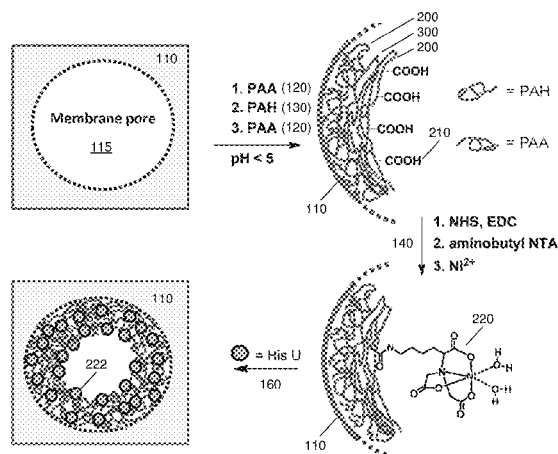 110
Membrane pore
115
1. PAA (120)
2. PAH (130)
3. PAA (120)
pH < 5
200
300
200
COOH
COOH
COOH
COOH
210
110
= PAH
= PAA
140
1. NHS, EDC
2. aminobutyl NTA
3. Ni²⁺
110
222
= His U
160
220
O
N
O
O
N
O
O
O
O
Ni
H
O
H
H
O
H
110